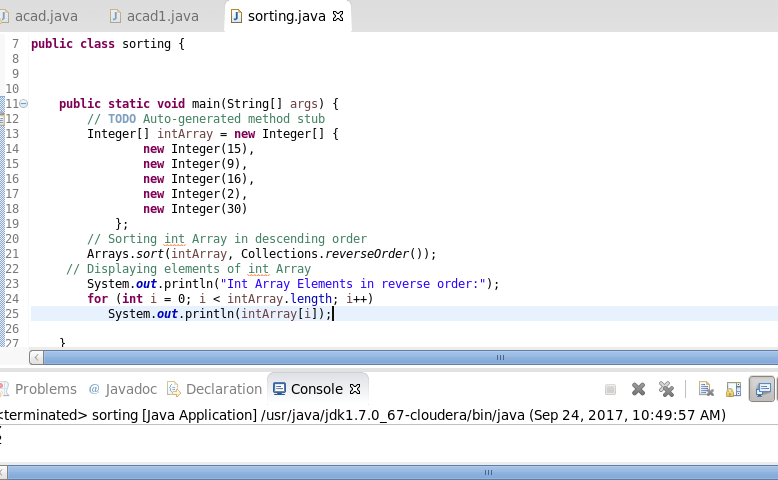 acad.java acad1.java sorting.java
7 public class sorting {
8
9
10
11 public static void main(String[] args) {
12 // TODO Auto-generated method stub
13 Integer[] intArray = new Integer[] {
14 new Integer(15),
15 new Integer(9),
16 new Integer(16),
17 new Integer(2),
18 new Integer(30)
19 };
20 // Sorting int Array in descending order
21 Arrays.sort(intArray, Collections.reverseOrder());
22 // Displaying elements of int Array
23 System.out.println("Int Array Elements in reverse order:");
24 for (int i = 0; i < intArray.length; i++)
25 System.out.println(intArray[i]);
26
27 }
Problems @ Javadoc Declaration Console
<terminated> sorting [Java Application] /usr/java/jdk1.7.0_67-cloudera/bin/java (Sep 24, 2017, 10:49:57 AM)